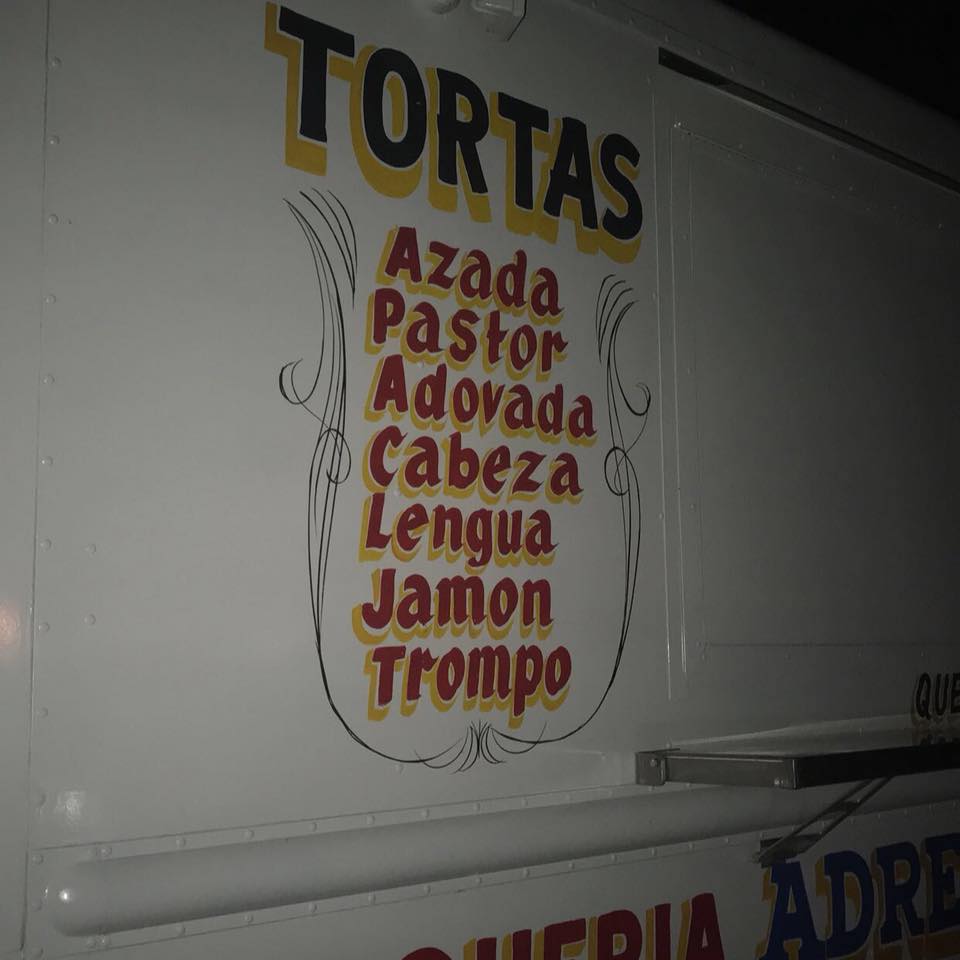 TORTAS
Azada
Pastor
Adovada
Cabeza
Lengua
Jamon
Trompo